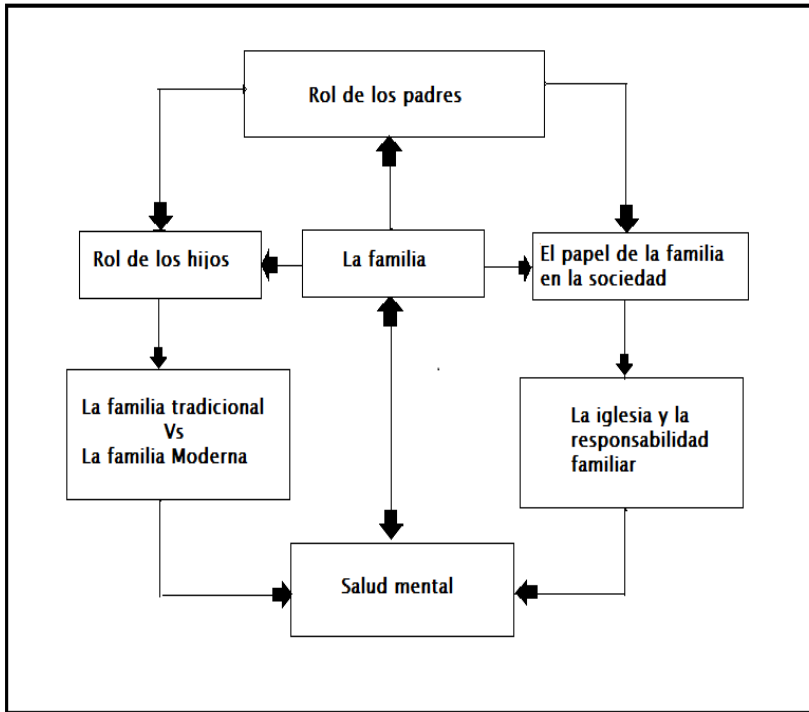 Rol de los padres
Rol de los hijos
La familia
El papel de la familia
en la sociedad
La familia tradicional
Vs
La familia Moderna
La iglesia y la
responsabilidad
familiar
Salud mental